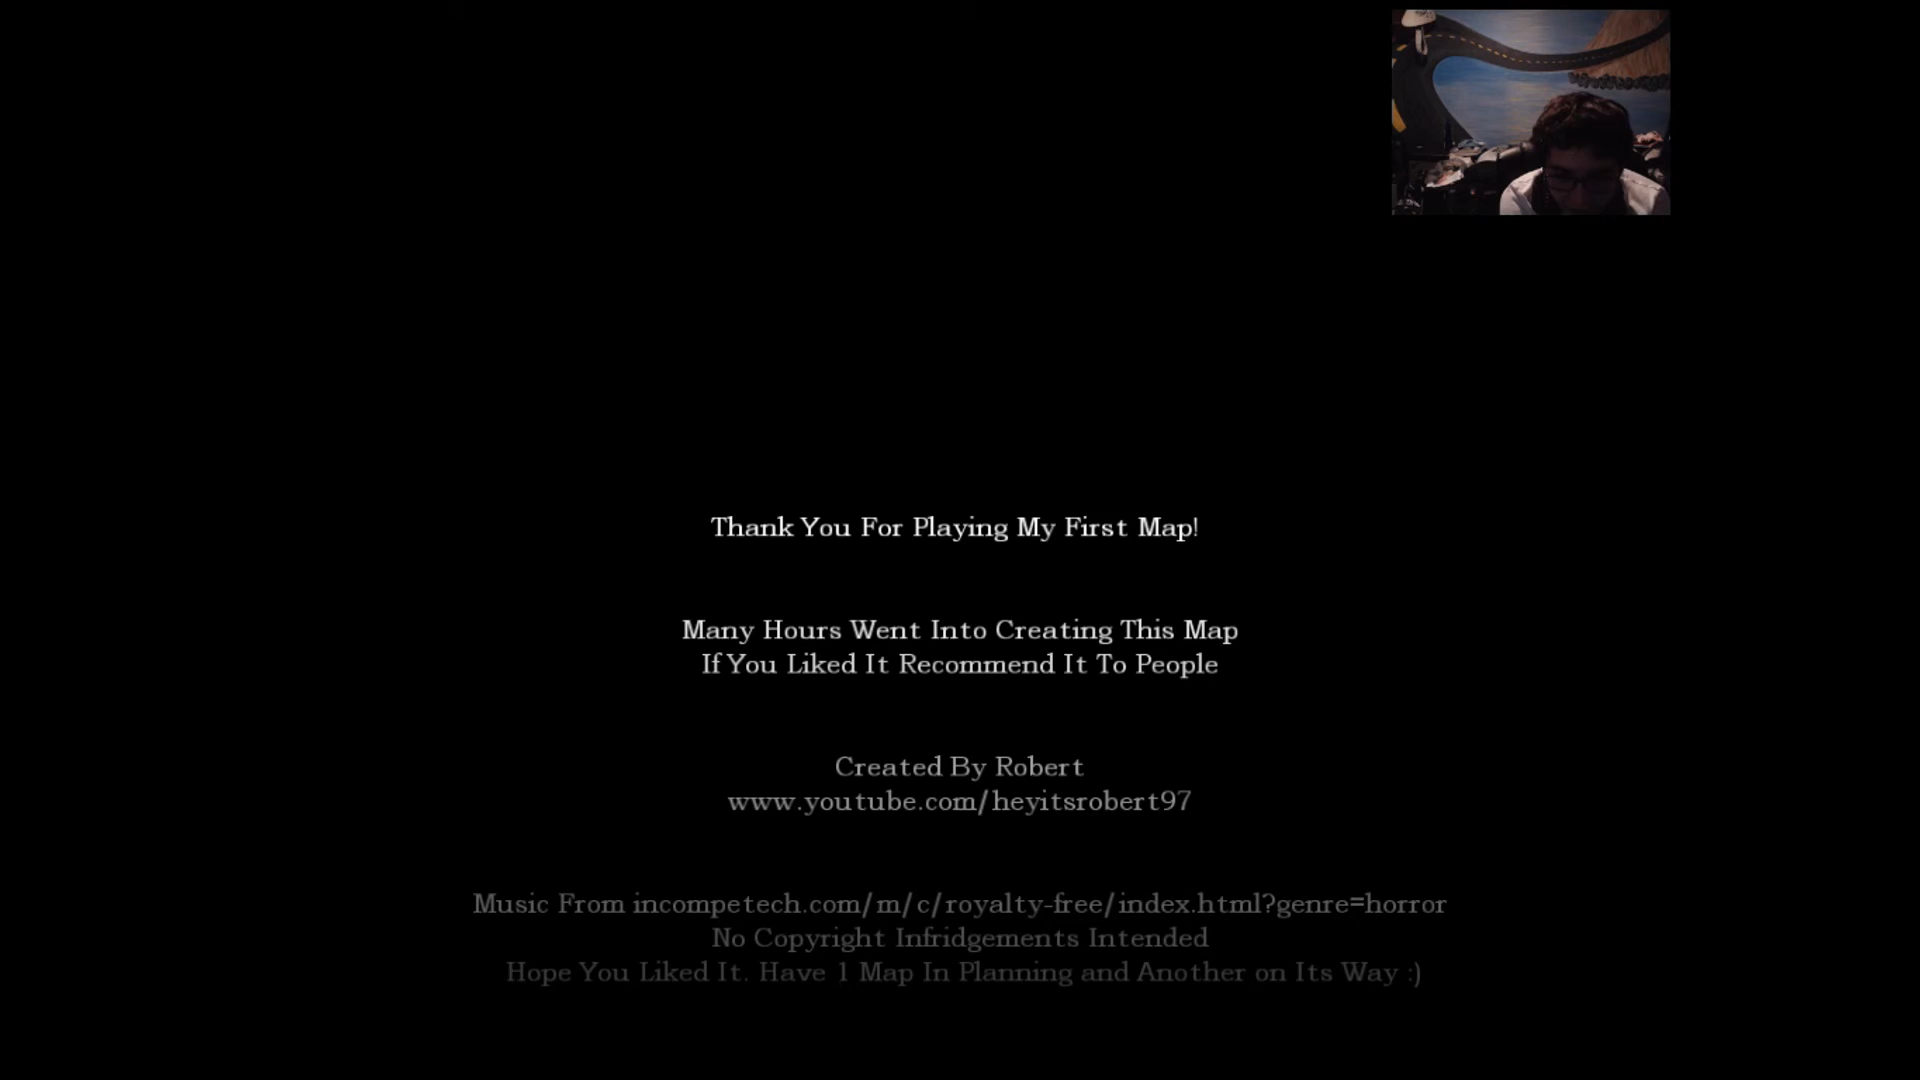 Thank You For Playing My First Map!
Many Hours Went Into Creating This Map
If You Liked It Recommend It To People
Created By Robert
www.youtube.com/heyitsrobert97
Music From incompetech.com/m/c/royalty-free/index.html?genre=horror
No Copyright Infridgements Intended
Hope You Liked It. Have 1 Map In Planning and Another on Its Way :)